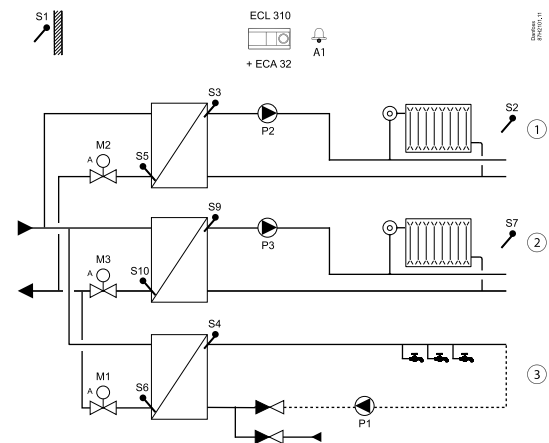 S1
ECL 310
A1
+ ECA 32
Danfoss
87H2101.11
S3
P2
S2
1
M2
A
S5
S9
P3
S7
2
M3
A
S10
S4
3
M1
A
S6
P1